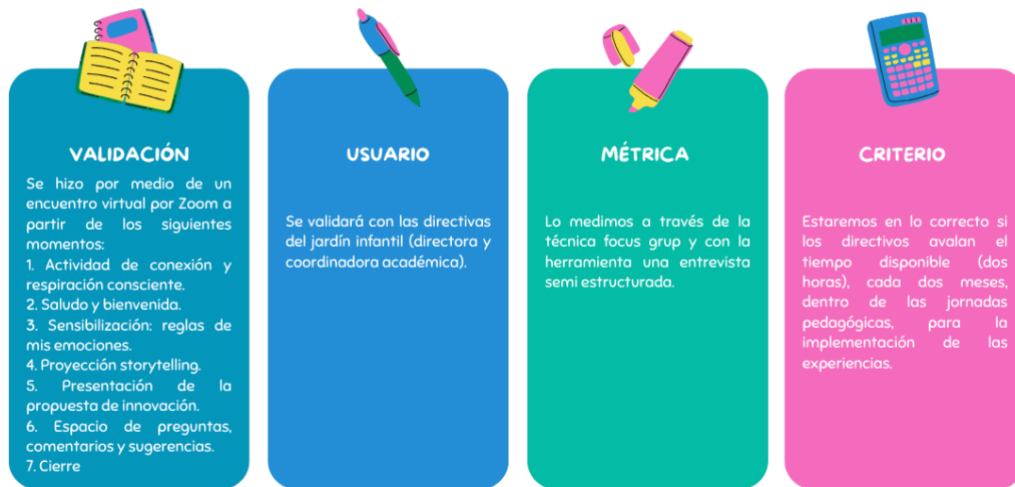 VALIDACIÓN
Se hizo por medio de un
encuentro virtual por Zoom a
partir de los siguientes
momentos:
1. Actividad de conexión y
respiración consciente.
2. Saludo y bienvenida.
3. Sensibilización: reglas de
mis emociones.
4. Proyección storytelling.
5. Presentación de la
propuesta de innovación.
6. Espacio de preguntas,
comentarios y sugerencias.
7. Cierre
USUARIO
Se validará con las directivas
del jardín infantil (directora y
coordinadora académica).
MÉTRICA
Lo medimos a través de la
técnica focus grup y con la
herramienta una entrevista
semi estructurada.
CRITERIO
Estaremos en lo correcto si
los directivos avalan el
tiempo disponible (dos
horas), cada dos meses,
dentro de las jornadas
pedagógicas, para la
implementación de las
experiencias.